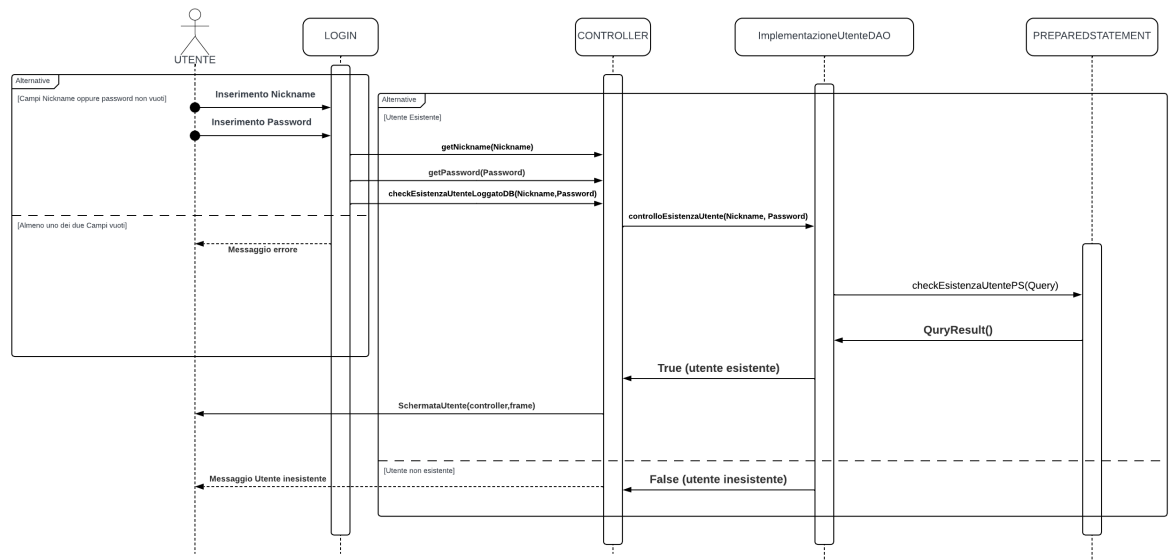 LOGIN
CONTROLLER
ImplementazioneUtenteDAO
PREPAREDSTATEMENT
UTENTE
Alternative
[Campi Nickname oppure password non vuoti]
Inserimento Nickname
Alternative
[Utente Esistente]
Inserimento Password
getNickname(Nickname)
getPassword(Password)
checkEsistenzaUtenteLoggatoDB(Nickname,Password)
controlloEsistenzaUtente(Nickname, Password)
[Almeno uno dei due Campi vuoti]
Messaggio errore
checkEsistenzaUtentePS(Query)
QuryResult()
True (utente esistente)
SchermataUtente(controller,frame)
[Utente non esistente]
Messaggio Utente inesistente
False (utente inesistente)